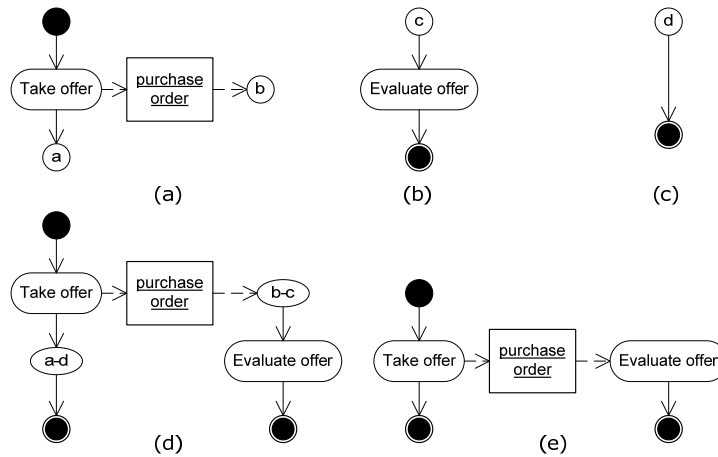 c
d
Take offer
purchase
order
b
Evaluate offer
a
(a)
(b)
(c)
Take offer
purchase
order
b-c
a-d
Evaluate offer
(d)
Take offer
purchase
order
Evaluate offer
(e)